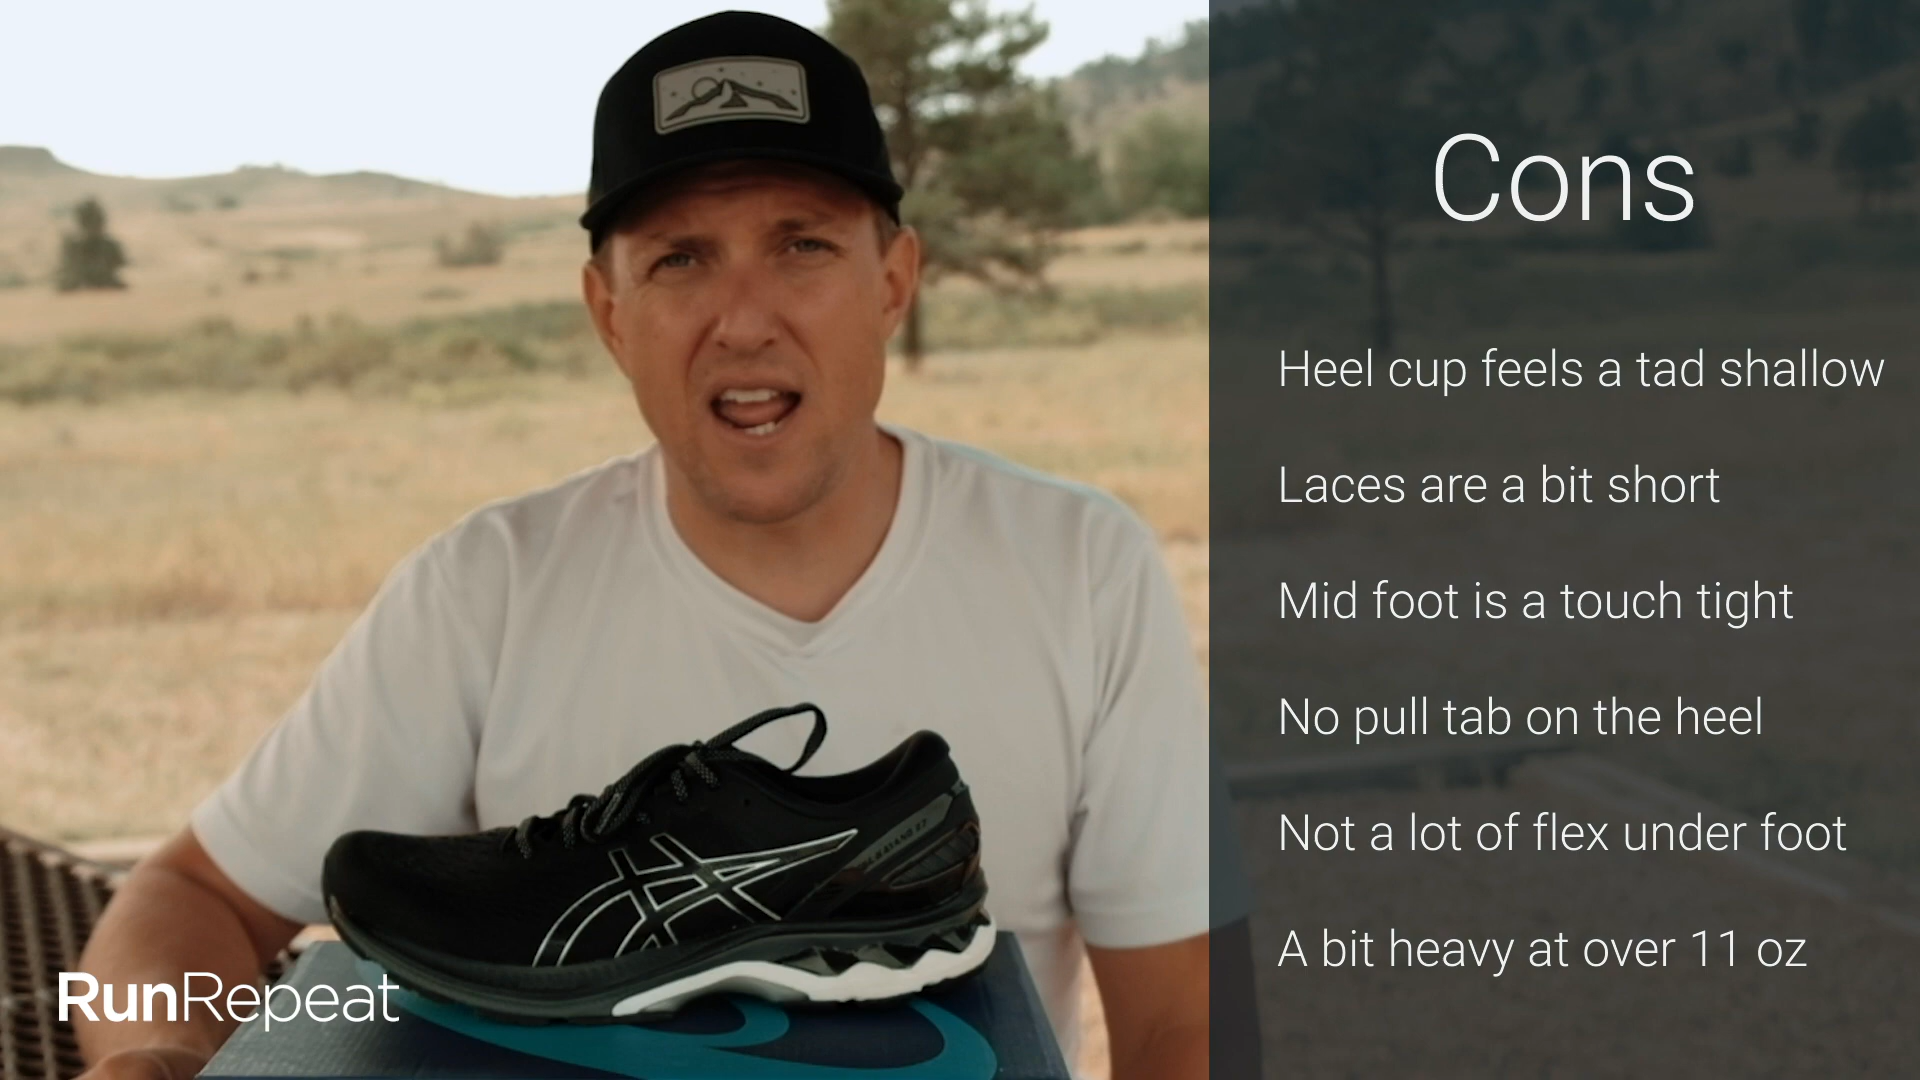 Cons
Heel cup feels a tad shallow
Laces are a bit short
Mid foot is a touch tight
No pull tab on the heel
Not a lot of flex under foot
A bit heavy at over 11 oz
RunRepeat